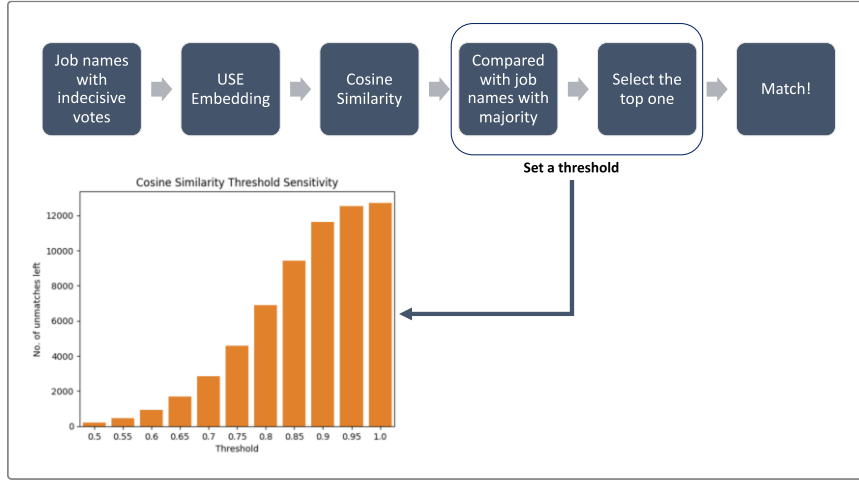 Job names
with
indecisive
votes
USE
Embedding
Cosine
Similarity
Compared
with job
names with
majority
Select the
top one
Match!
Set a threshold
Cosine Similarity Threshold Sensitivity
No. of unmatches left
12000
10000
8000
6000
4000
2000
0
0.5 0.55 0.6 0.65 0.7 0.75 0.8 0.85 0.9 0.95 1.0
Threshold